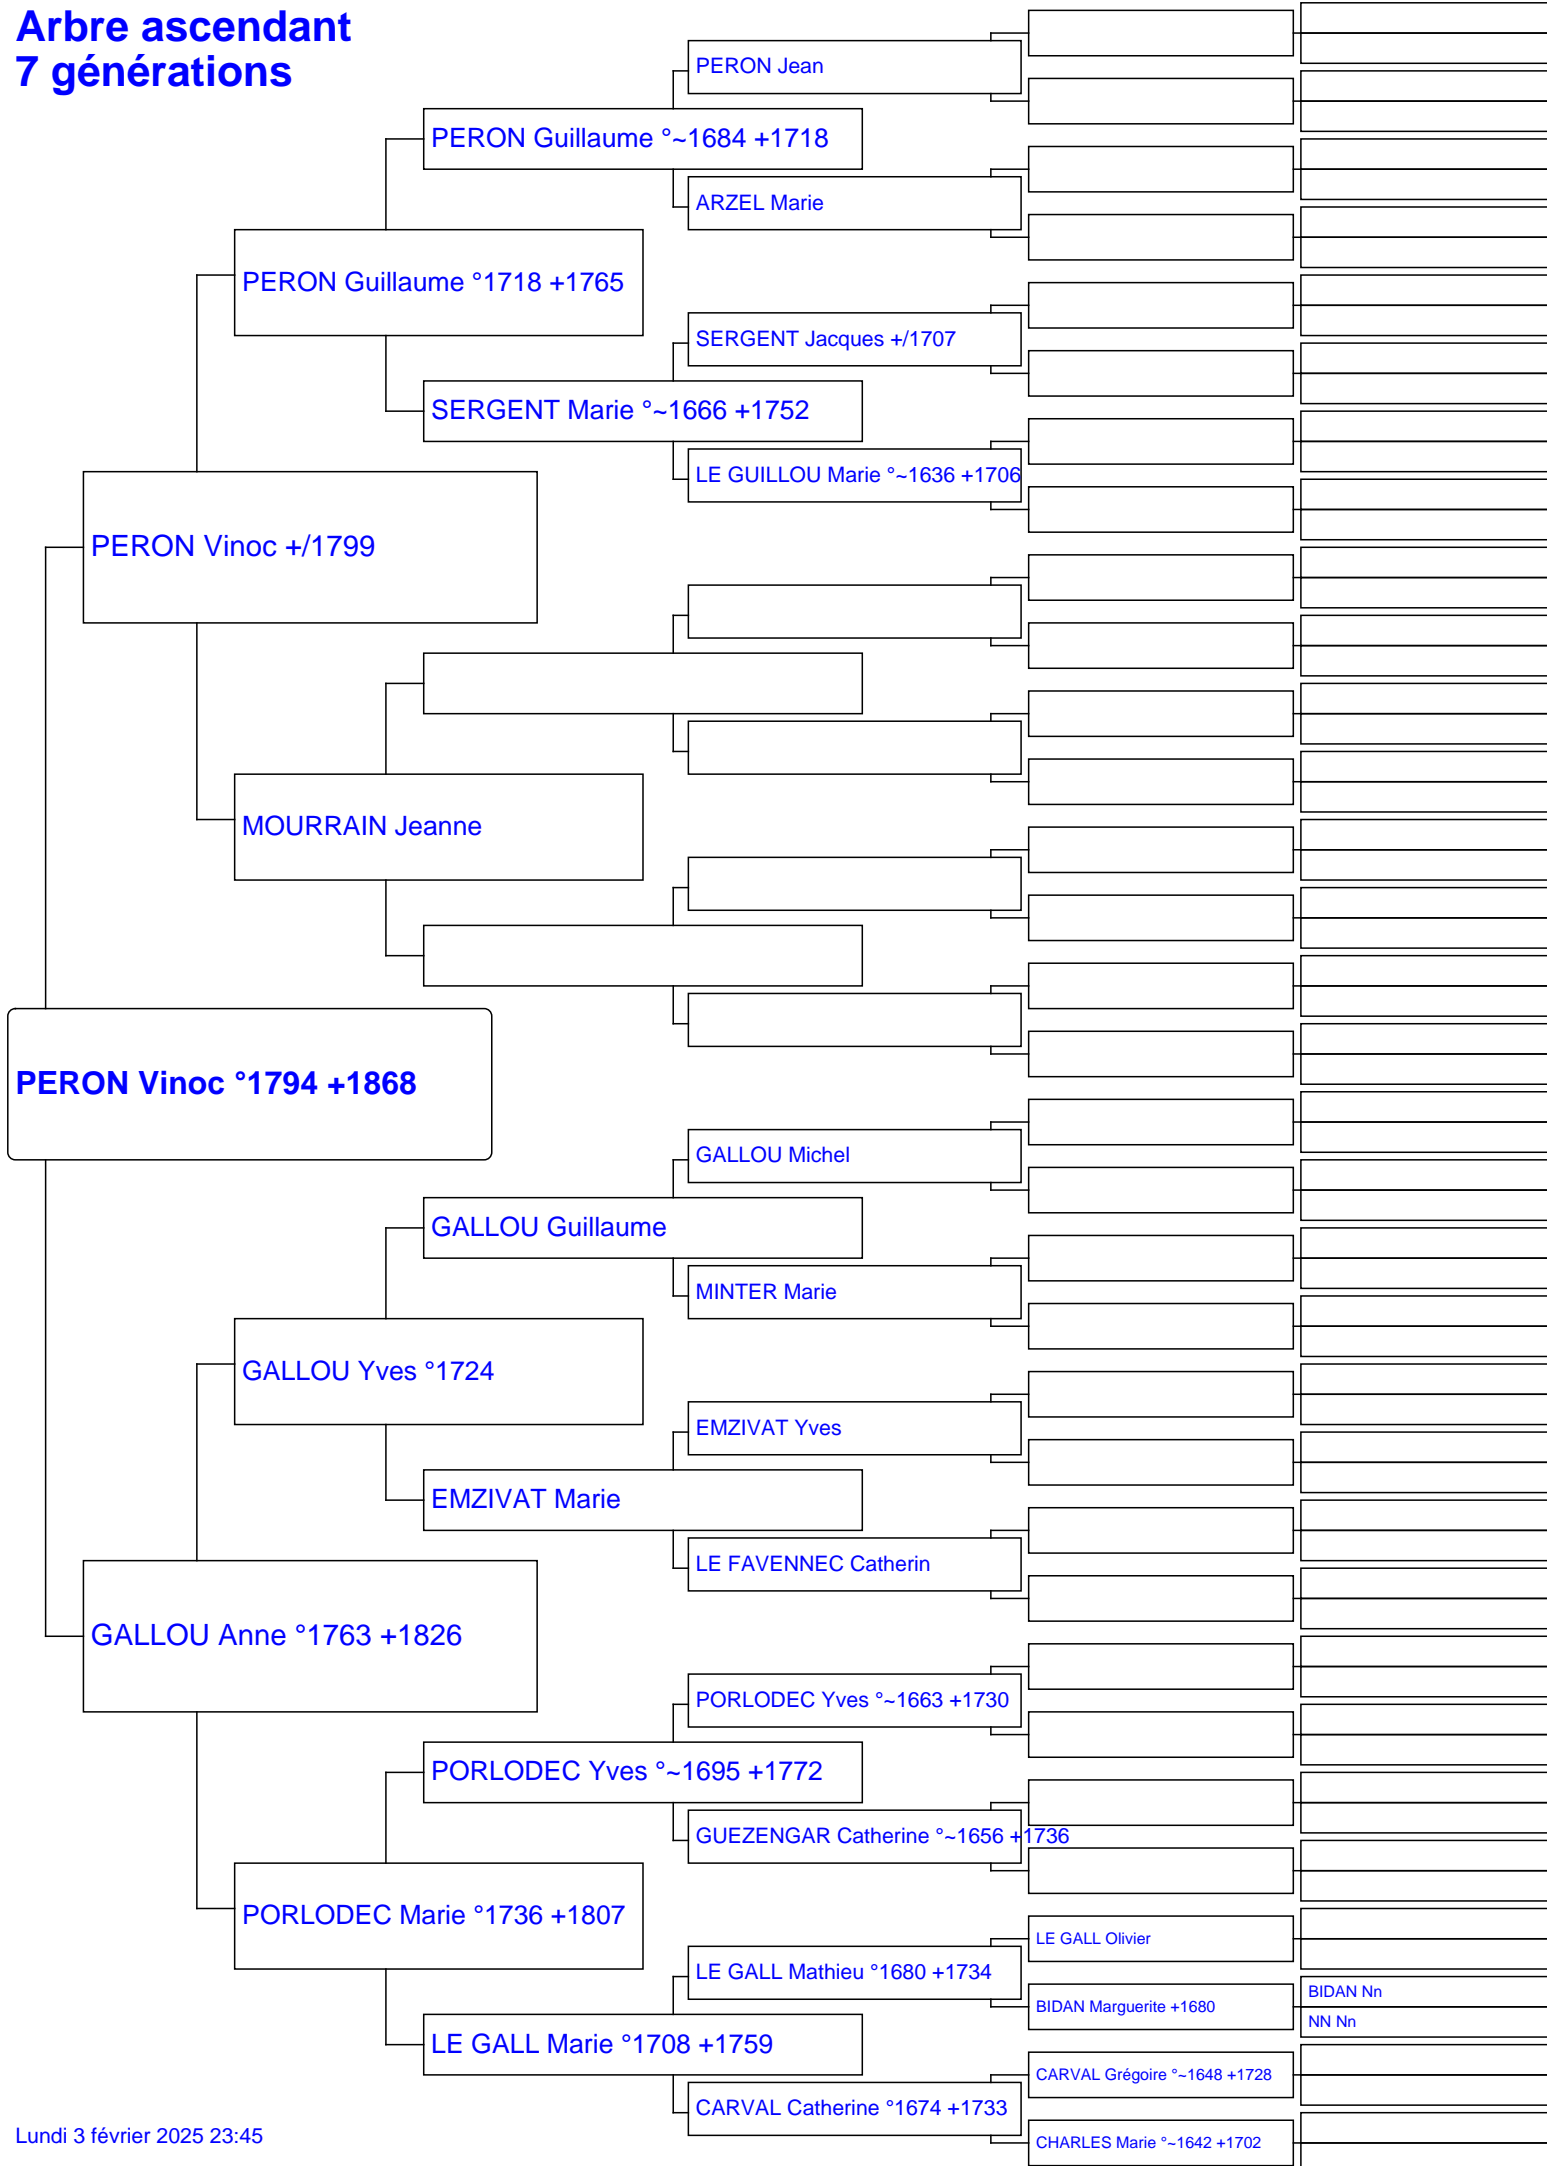 Arbre ascendant
7 générations
PERON Jean
PERON Guillaume °~1684 +1718
ARZEL Marie
PERON Guillaume °1718 +1765
SERGENT Jacques +/1707
SERGENT Marie °~1666 +1752
LE GUILLOU Marie °~1636 +1706
PERON Vinoc +/1799
MOURRAIN Jeanne
PERON Vinoc °1794 +1868
GALLOU Michel
GALLOU Guillaume
MINTER Marie
GALLOU Yves °1724
EMZIVAT Yves
EMZIVAT Marie
LE FAVENNEC Catherin
GALLOU Anne °1763 +1826
PORLODEC Yves °~1663 +1730
PORLODEC Yves °~1695 +1772
GUEZENGAR Catherine °~1656 +1736
PORLODEC Marie °1736 +1807
LE GALL Olivier
LE GALL Mathieu °1680 +1734
BIDAN Nn
BIDAN Marguerite +1680
NN Nn
LE GALL Marie °1708 +1759
CARVAL Grégoire °~1648 +1728
CARVAL Catherine °1674 +1733
CHARLES Marie °~1642 +1702
Lundi 3 février 2025 23:45